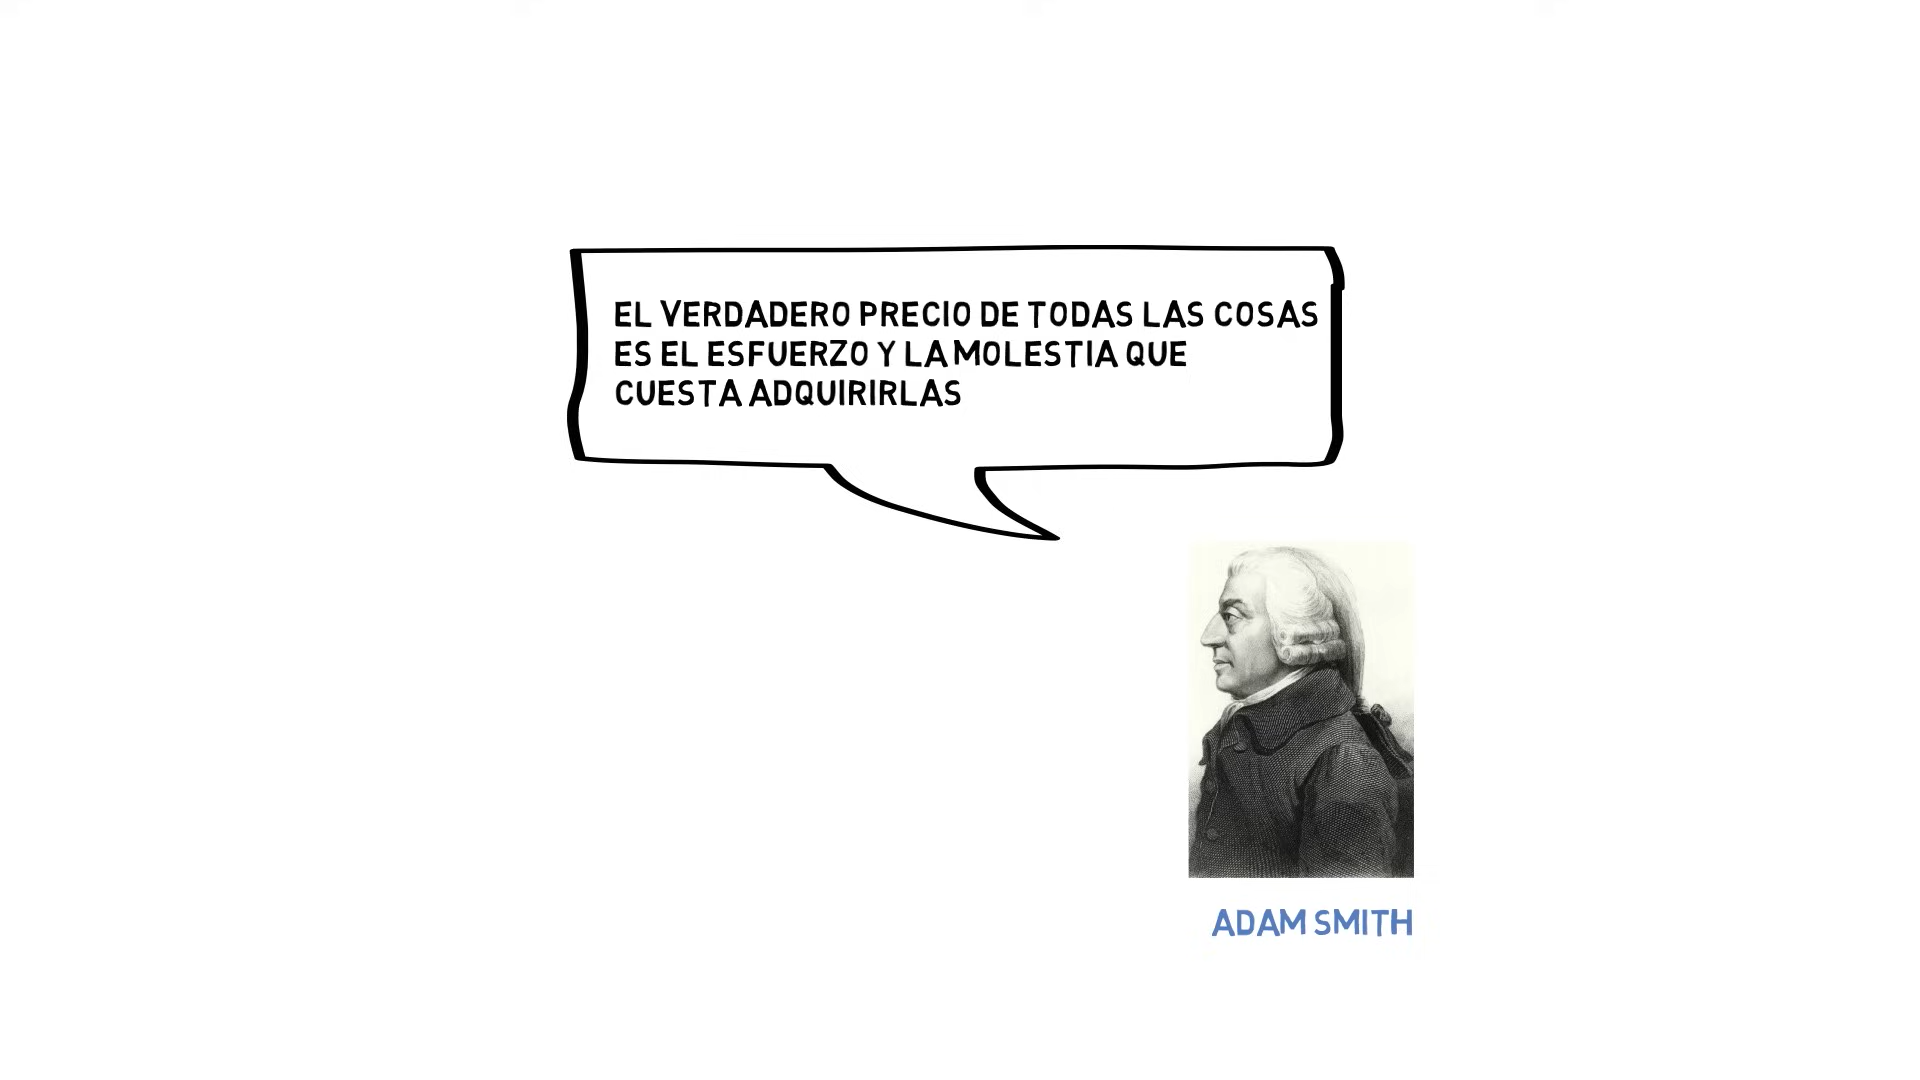 EL VERDADERO PRECIO DE TODAS LAS COSAS
ES EL ESFUERZO Y LA MOLESTIA QUE
CUESTA ADQUIRIRLAS
ADAM SMITH